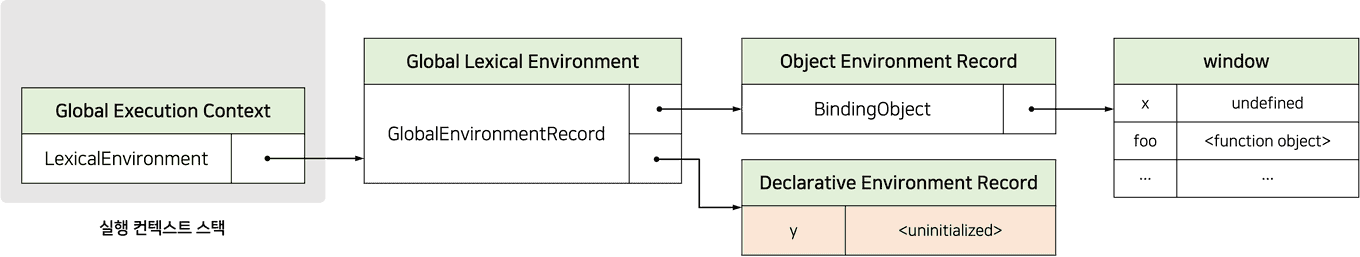 Global Execution Context
LexicalEnvironment
실행 컨텍스트 스택
Global Lexical Environment
GlobalEnvironmentRecord
Object Environment Record
BindingObject
Declarative Environment Record
y <uninitialized>
window
x undefined
foo <function object>
... ...